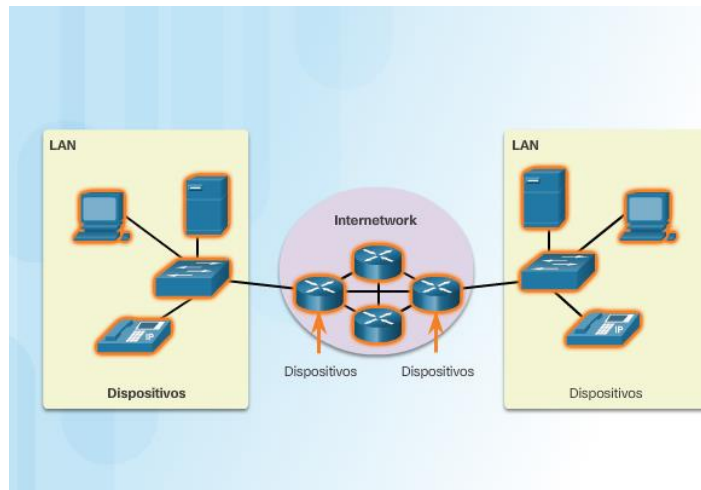 LAN
LAN
Internetwork
IP
IP
Dispositivos
Dispositivos
Dispositivos
Dispositivos